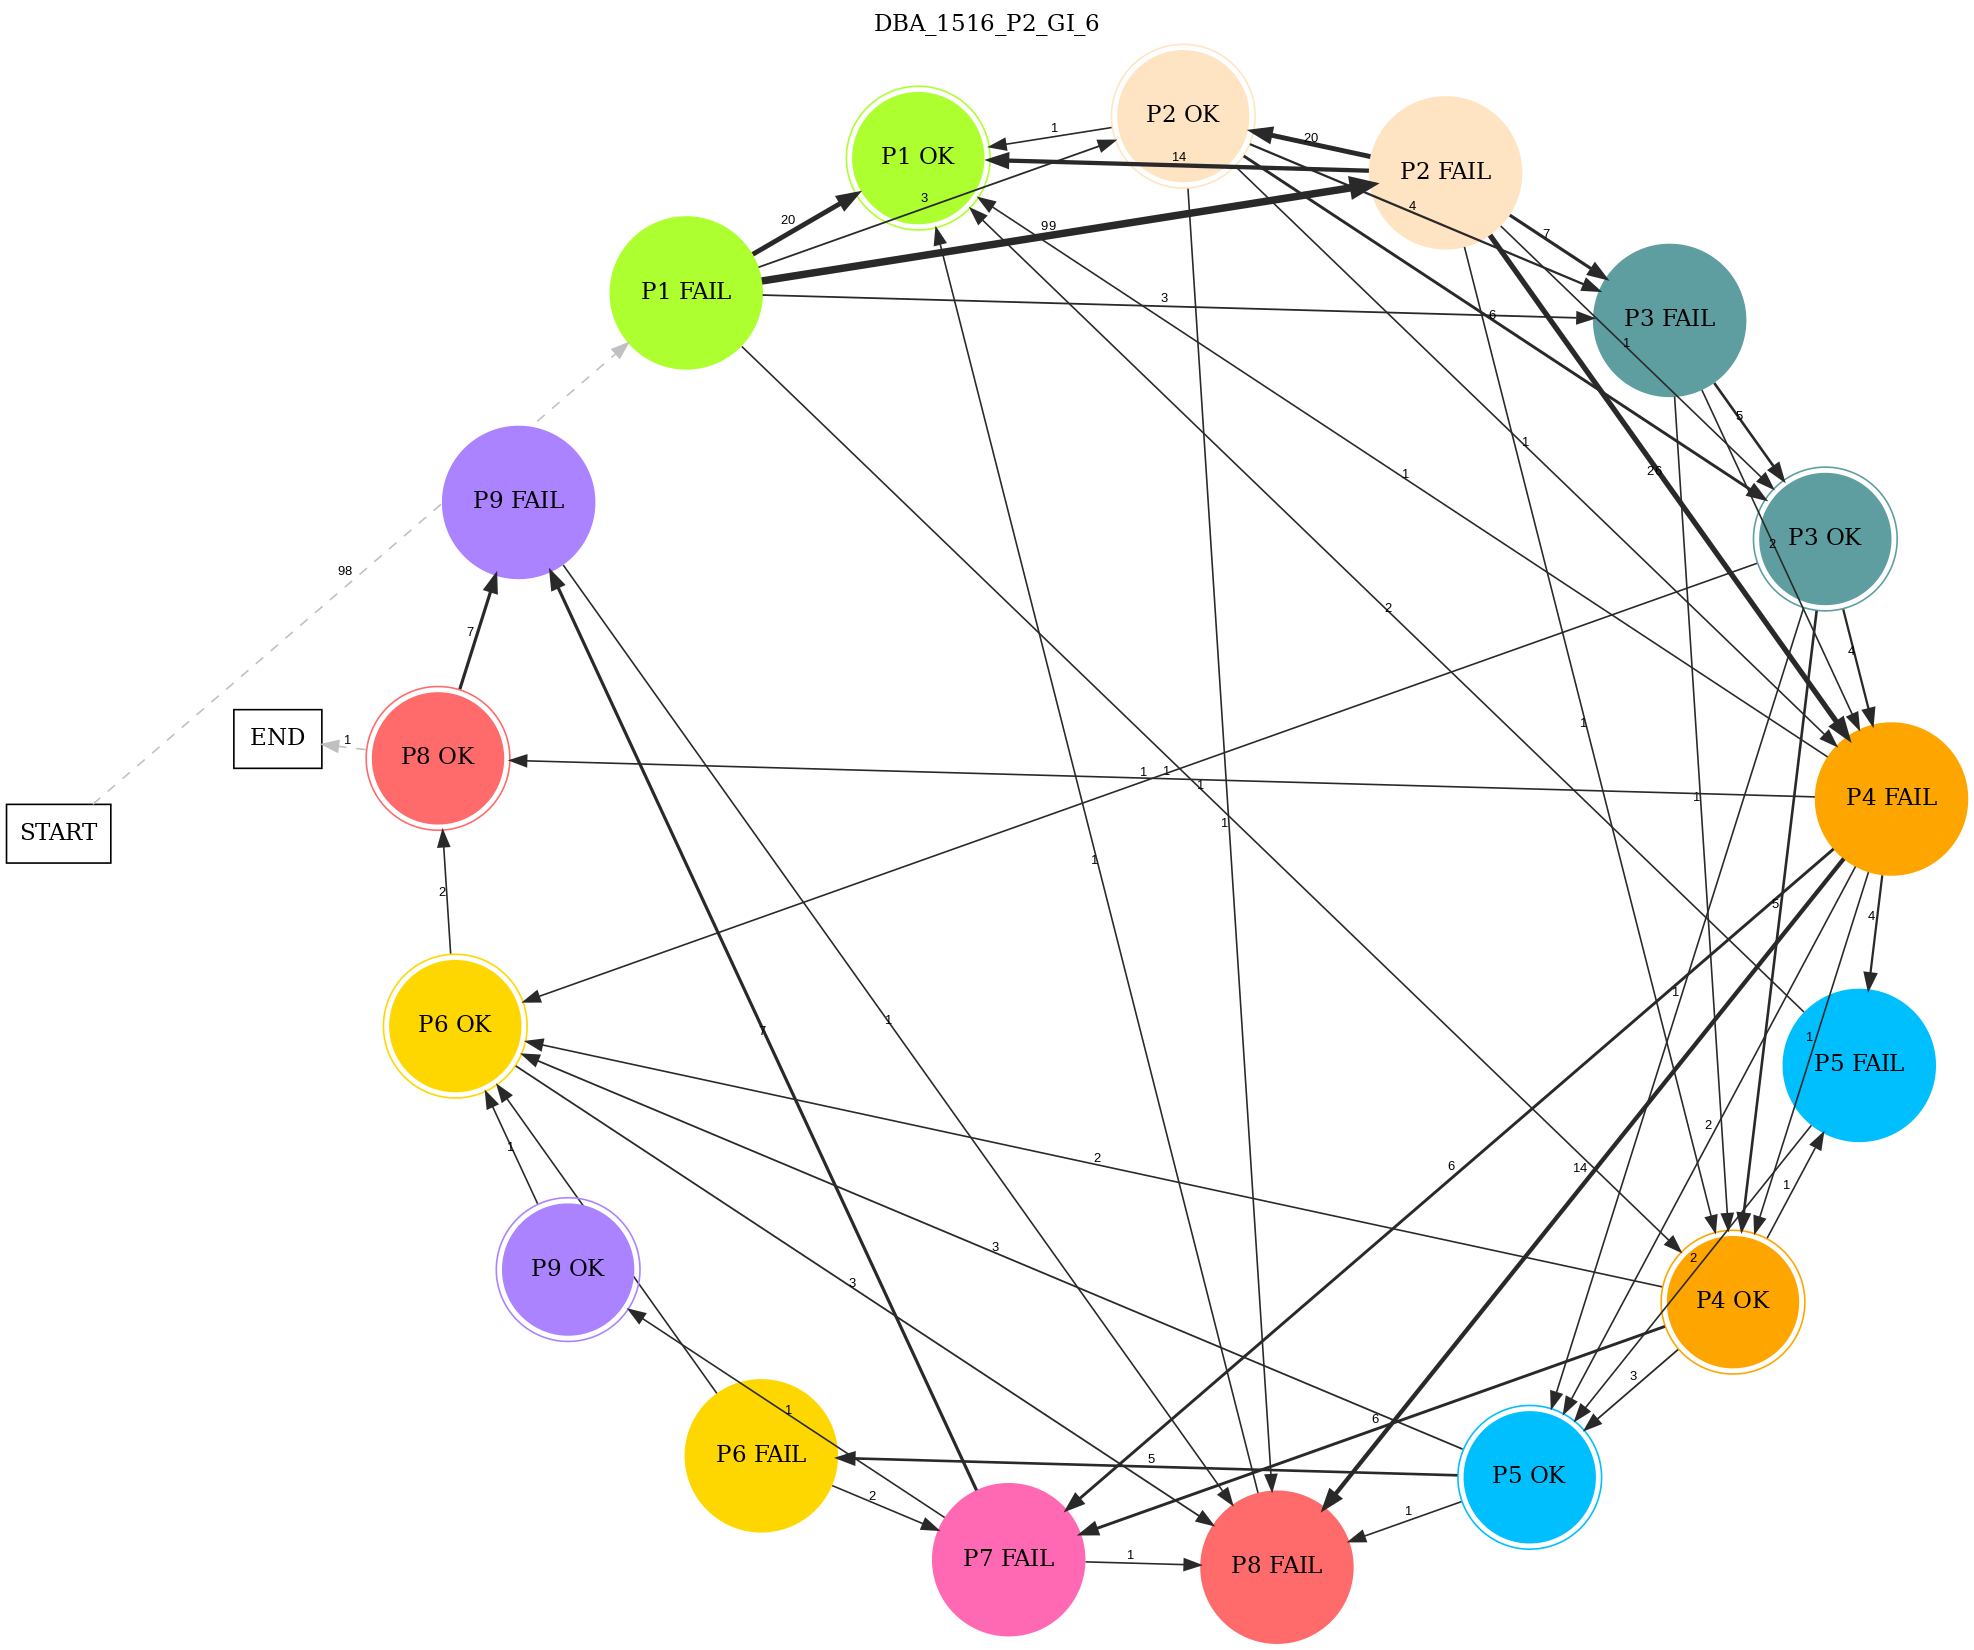 DBA_1516_P2_GI_6
P2 OK
1
20
P1 OK
14
P2 FAIL
3
4
20
99
7
P1 FAIL
3
6
P3 FAIL
1
5
1
26
1
P9 FAIL
2
P3 OK
98
2
7
4
1
END
1
P8 OK
1
1
1
1
P4 FAIL
START
1
1
2
5
4
1
P6 OK
7
1
1
1
P5 FAIL
2
1
2
14
6
1
3
2
P9 OK
3
P4 OK
3
1
6
P6 FAIL
5
P5 OK
2
1
1
P7 FAIL
P8 FAIL